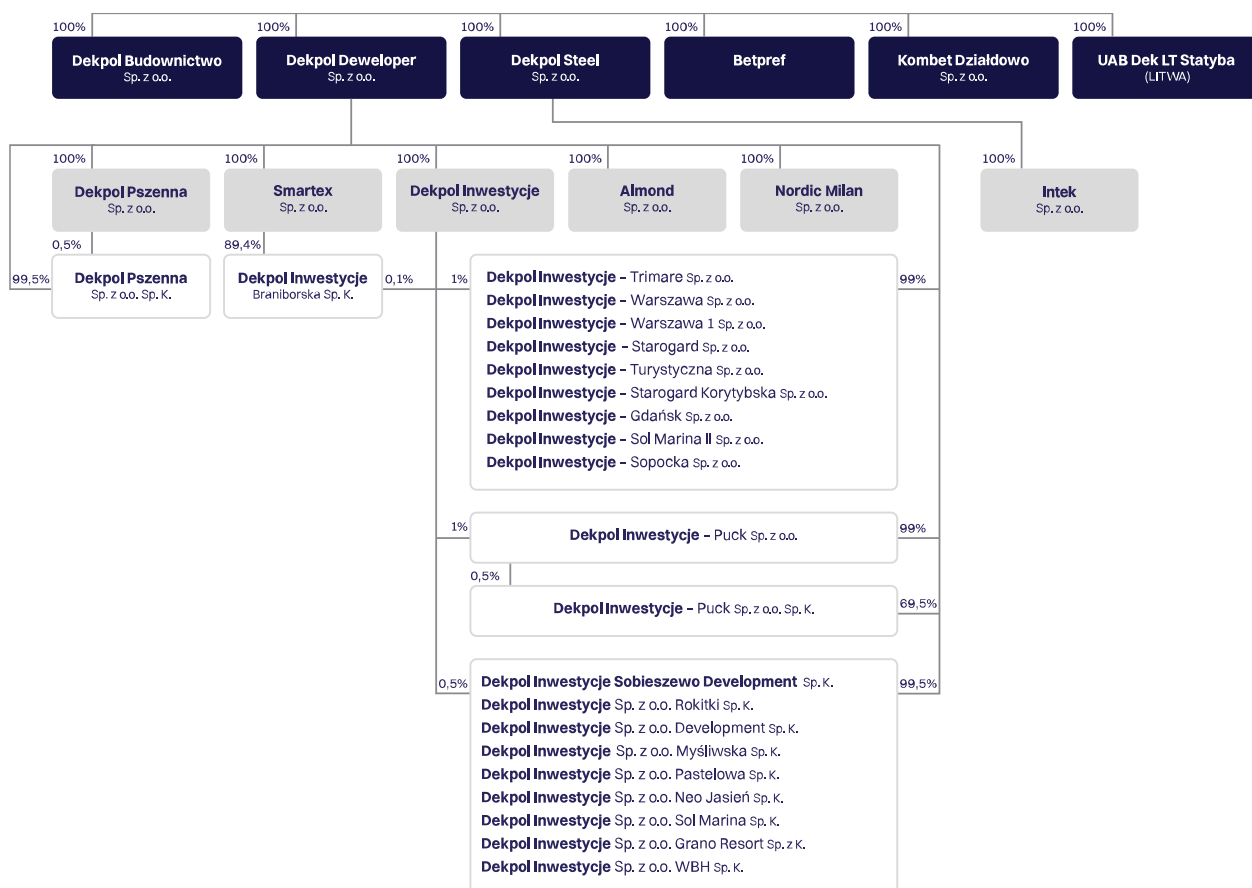 100%
100%
100%
100%
100%
100%
Dekpol Budownictwo
Sp. z o.o.
Dekpol Deweloper
Sp. z o.o.
Dekpol Steel
Sp. z o.o.
Betpref
Kombet Działdowo
Sp. z o.o.
UAB Dek LT Statyba
(LITWA)
100%
100%
100%
100%
100%
100%
Dekpol Pszenna
Sp. z o.o.
Smartex
Sp. z o.o.
Dekpol Inwestycje
Sp. z o.o.
Almond
Sp. z o.o.
Nordic Milan
Sp. z o.o.
Intek
Sp. z o.o.
0,5%
89,4%
99,5%
Dekpol Pszenna
Sp. z o.o. Sp. K.
Dekpol Inwestycje
Braniborska Sp. K.
0,1%
1%
99%
Dekpol Inwestycje – Trimare Sp. z o.o.
Dekpol Inwestycje – Warszawa Sp. z o.o.
Dekpol Inwestycje – Warszawa 1 Sp. z o.o.
Dekpol Inwestycje – Starogard Sp. z o.o.
Dekpol Inwestycje – Turystyczna Sp. z o.o.
Dekpol Inwestycje – Starogard Korytybska Sp. z o.o.
Dekpol Inwestycje – Gdańsk Sp. z o.o.
Dekpol Inwestycje – Sol Marina II Sp. z o.o.
Dekpol Inwestycje – Sopocka Sp. z o.o.
1%
Dekpol Inwestycje – Puck Sp. z o.o.
99%
0,5%
Dekpol Inwestycje – Puck Sp. z o.o. Sp. K.
69,5%
0,5%
99,5%
Dekpol Inwestycje Sobieszewo Development Sp. K.
Dekpol Inwestycje Sp. z o.o. Rokitki Sp. K.
Dekpol Inwestycje Sp. z o.o. Development Sp. K.
Dekpol Inwestycje Sp. z o.o. Myśliwska Sp. K.
Dekpol Inwestycje Sp. z o.o. Pastelowa Sp. K.
Dekpol Inwestycje Sp. z o.o. Neo Jasień Sp. K.
Dekpol Inwestycje Sp. z o.o. Sol Marina Sp. K.
Dekpol Inwestycje Sp. z o.o. Grano Resort Sp. z K.
Dekpol Inwestycje Sp. z o.o. WBH Sp. K.